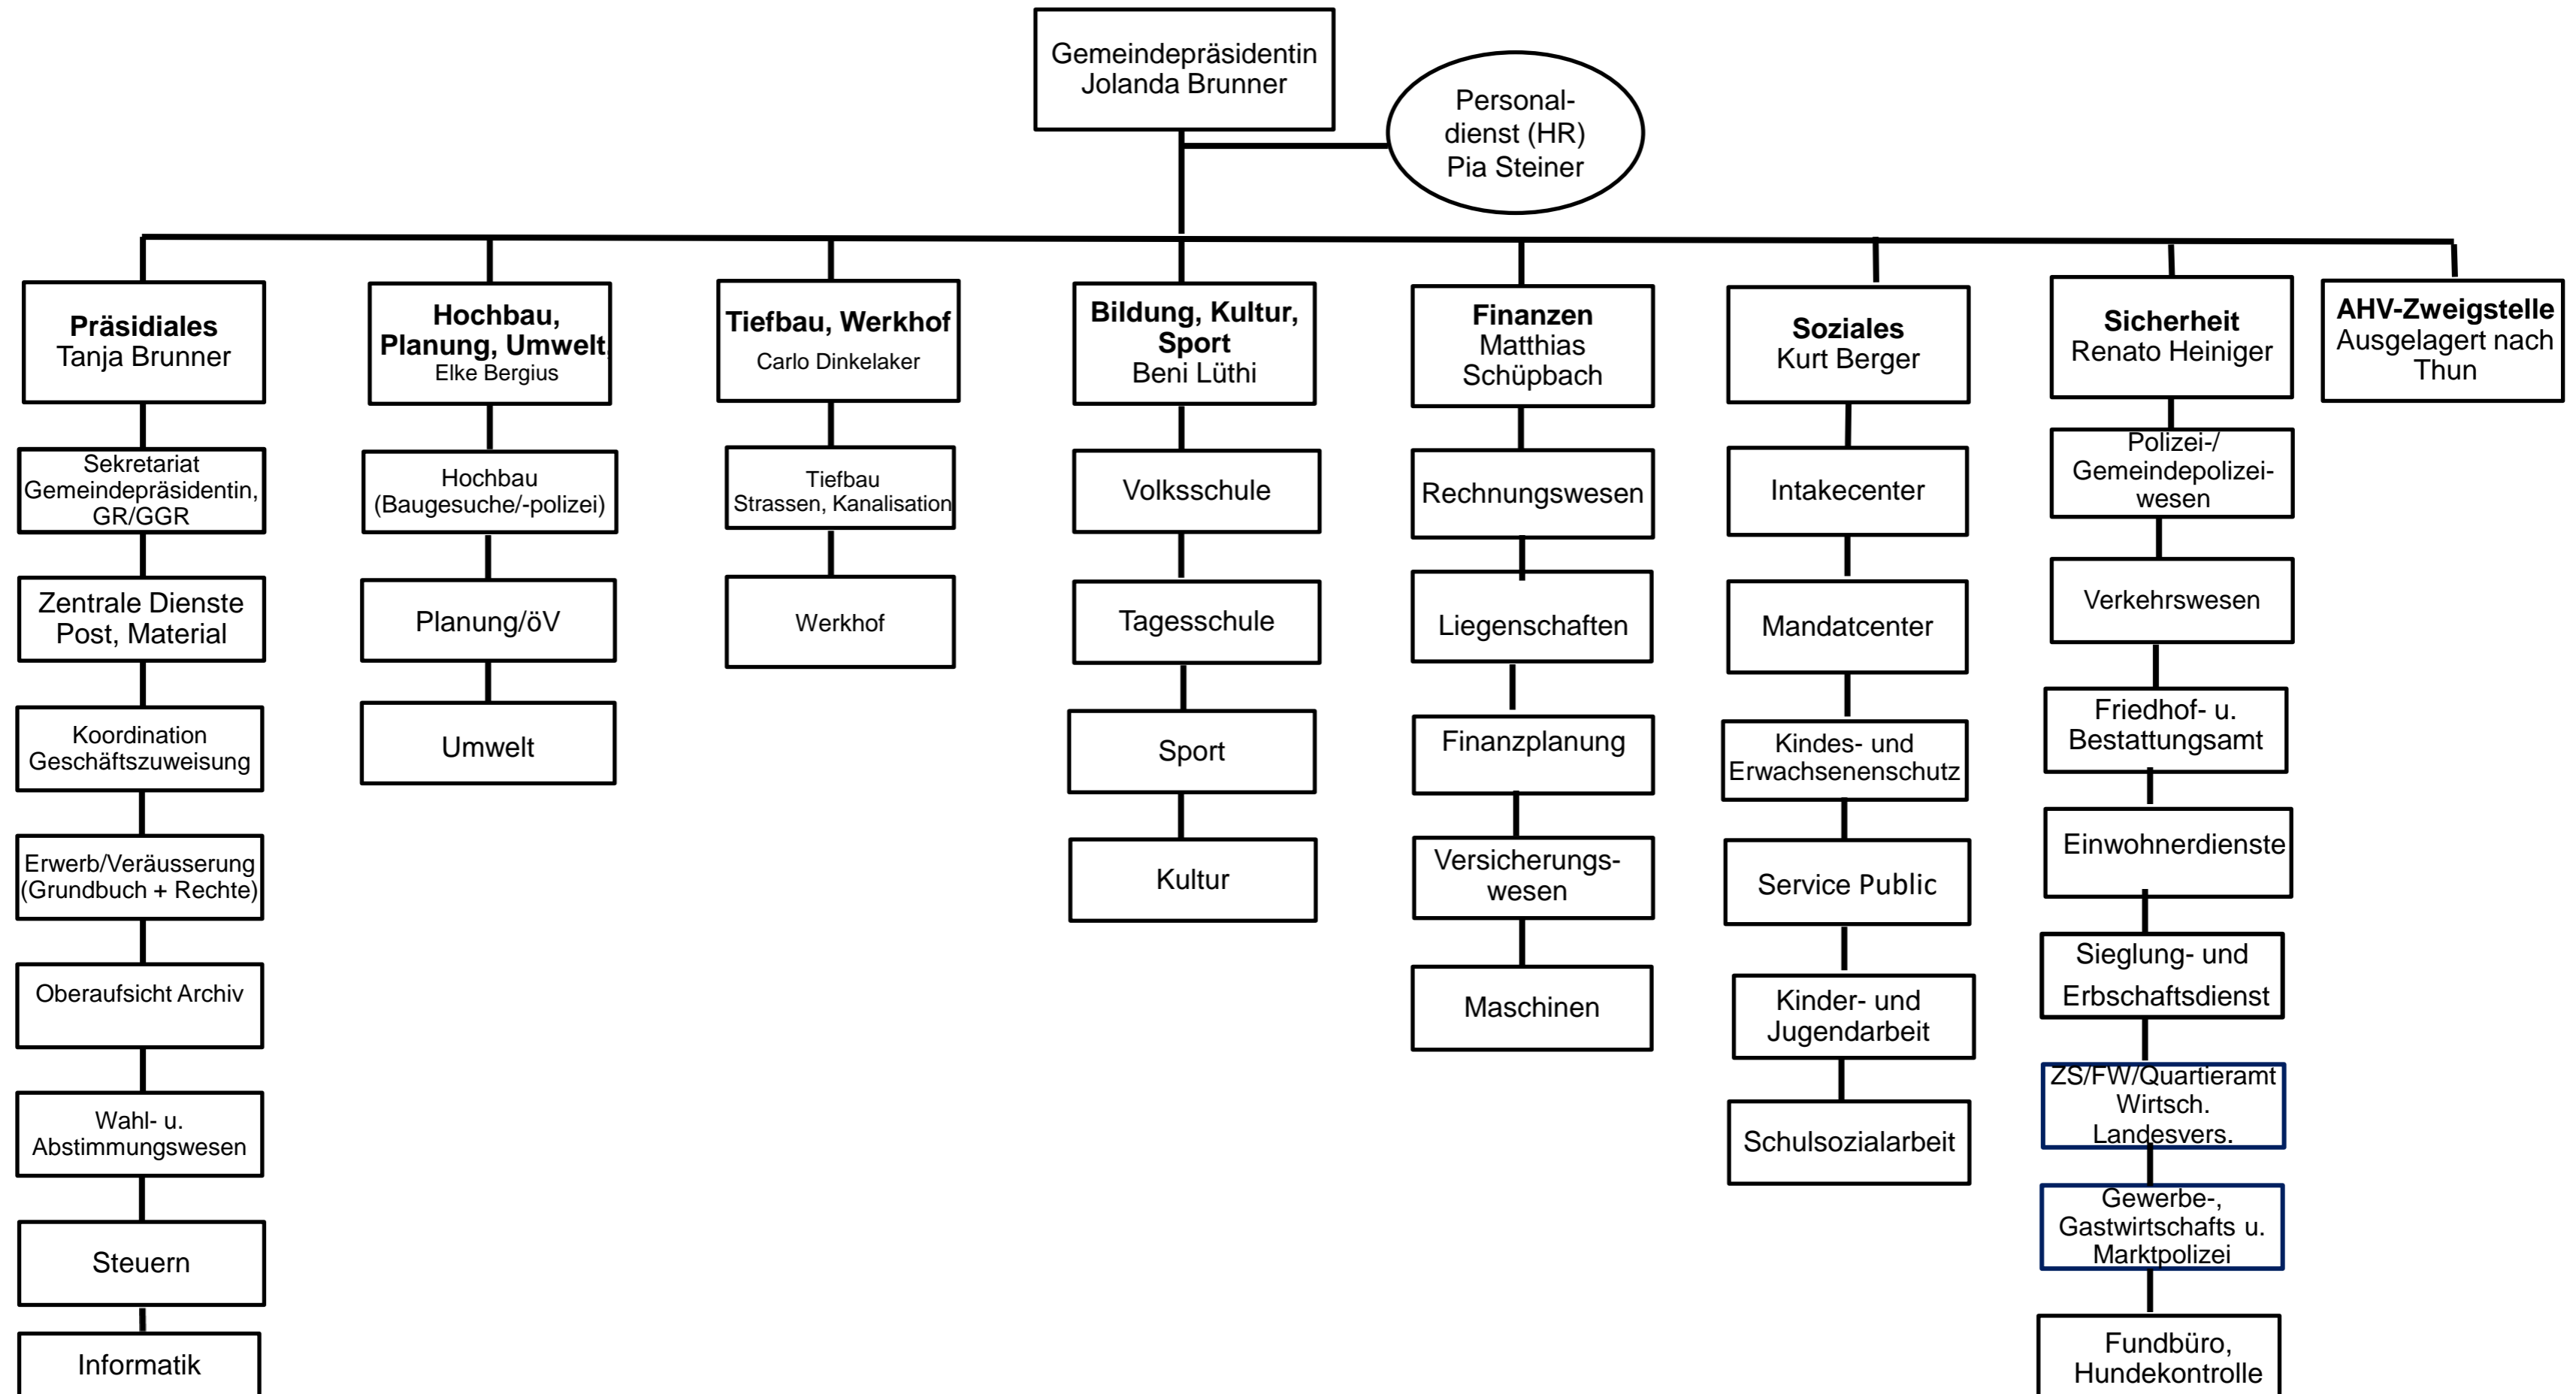 Gemeindepräsidentin
Jolanda Brunner
Personal-
dienst (HR)
Pia Steiner
Präsidiales
Tanja Brunner
Sekretariat
Gemeindepräsidentin,
GR/GGR
Zentrale Dienste
Post, Material
Koordination
Geschäftszuweisung
Erwerb/Veräusserung
(Grundbuch + Rechte)
Oberaufsicht Archiv
Wahl- u.
Abstimmungswesen
Steuern
Informatik
Hochbau,
Planung, Umwelt,
Elke Bergius
Hochbau
(Baugesuche/-polizei)
Planung/öV
Umwelt
Tiefbau, Werkhof
Carlo Dinkelaker
Tiefbau
Strassen, Kanalisation
Werkhof
Bildung, Kultur,
Sport
Beni Lüthi
Volksschule
Tagesschule
Sport
Kultur
Finanzen
Matthias
Schüpbach
Rechnungswesen
Liegenschaften
Finanzplanung
Versicherungs-
wesen
Maschinen
Soziales
Kurt Berger
Intakecenter
Mandatcenter
Kindes- und
Erwachsenenschutz
Service Public
Kinder- und
Jugendarbeit
Schulsozialarbeit
Sicherheit
Renato Heiniger
Polizei-/
Gemeindepolizei-
wesen
Verkehrswesen
Friedhof- u.
Bestattungsamt
Einwohnerdienste
Sieglung- und
Erbschaftsdienst
ZS/FW/Quartieramt
Wirtsch.
Landesvers.
Gewerbe-,
Gastwirtschafts u.
Marktpolizei
Fundbüro,
Hundekontrolle
AHV-Zweigstelle
Ausgelagert nach
Thun